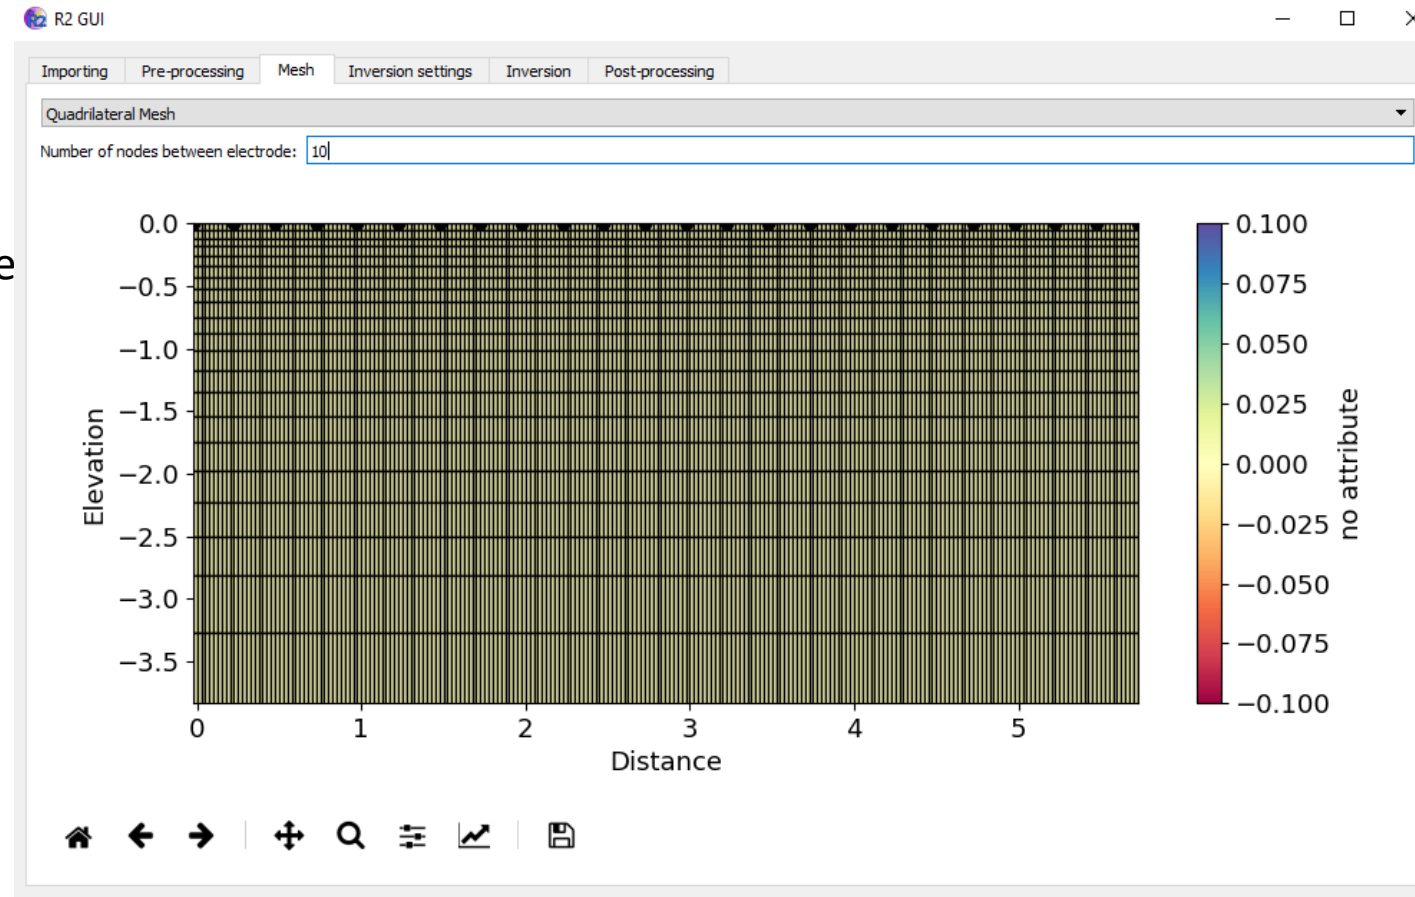 R2 GUI
Importing Pre-processing Mesh Inversion settings Inversion Post-processing
Quadrilateral Mesh
Number of nodes between electrode: 10
e
0.0
−0.5
−1.0
−1.5
−2.0
−2.5
−3.0
−3.5
Elevation
0 1 2 3 4 5
Distance
0.100
0.075
0.050
0.025
0.000
−0.025
−0.050
−0.075
−0.100
no attribute